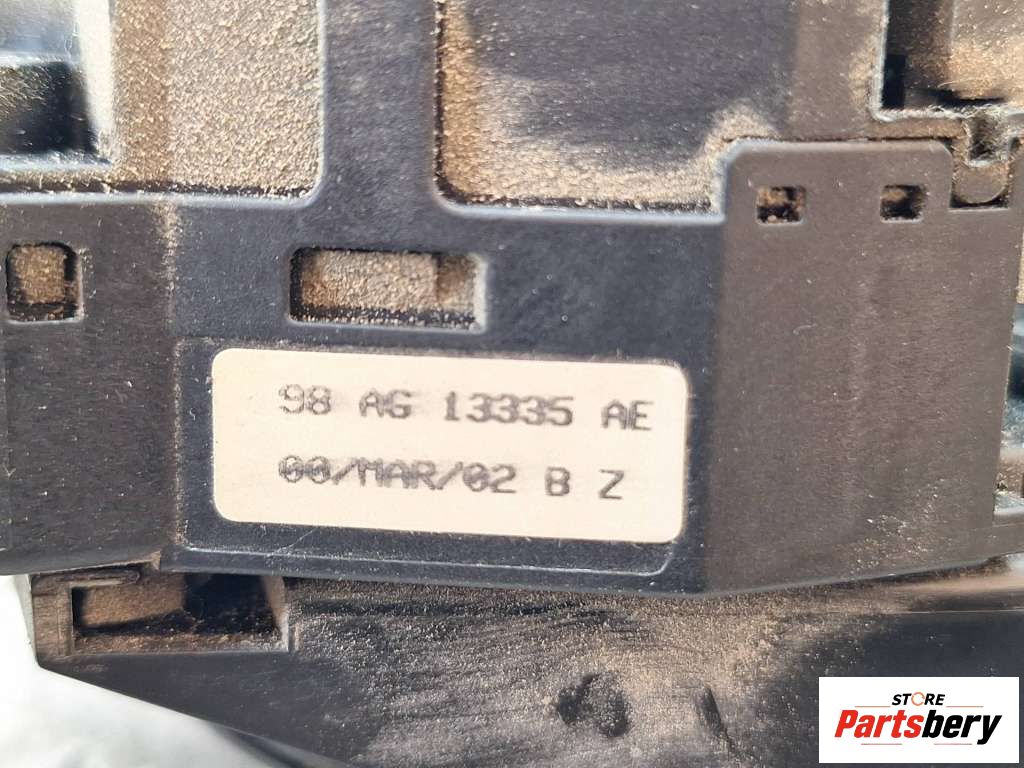 98 AG 13335 AE
00/MAR/02 B Z
STORE
Partsbery